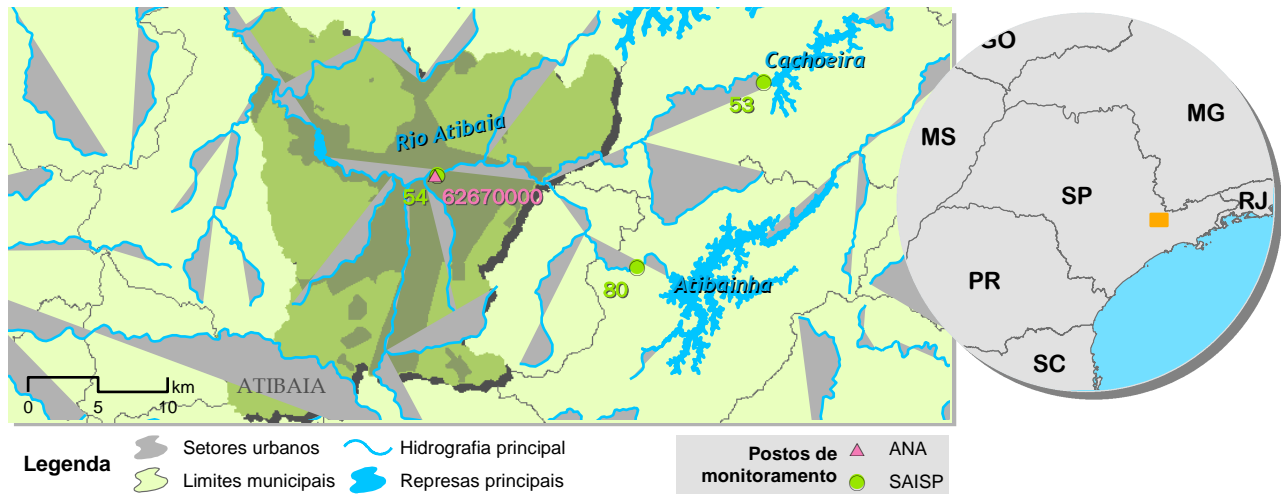 Cachoeira
53
Rio Atibaia
54
62670000
80
Atibainha
ATIBAIA
km
0 5 10
GO
MS
MG
SP
RJ
PR
SC
Legenda
Setores urbanos
Hidrografia principal
Limites municipais
Represas principais
Postos de
monitoramento
ANA
SAISP